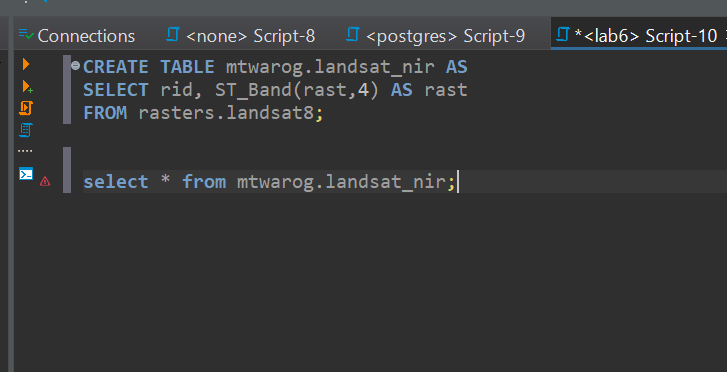 Connections <none> Script-8 <postgres> Script-9 *<lab6> Script-10
CREATE TABLE mtwarog.landsat_nir AS
SELECT rid, ST_Band(rast,4) AS rast
FROM rasters.landsat8;
select * from mtwarog.landsat_nir;